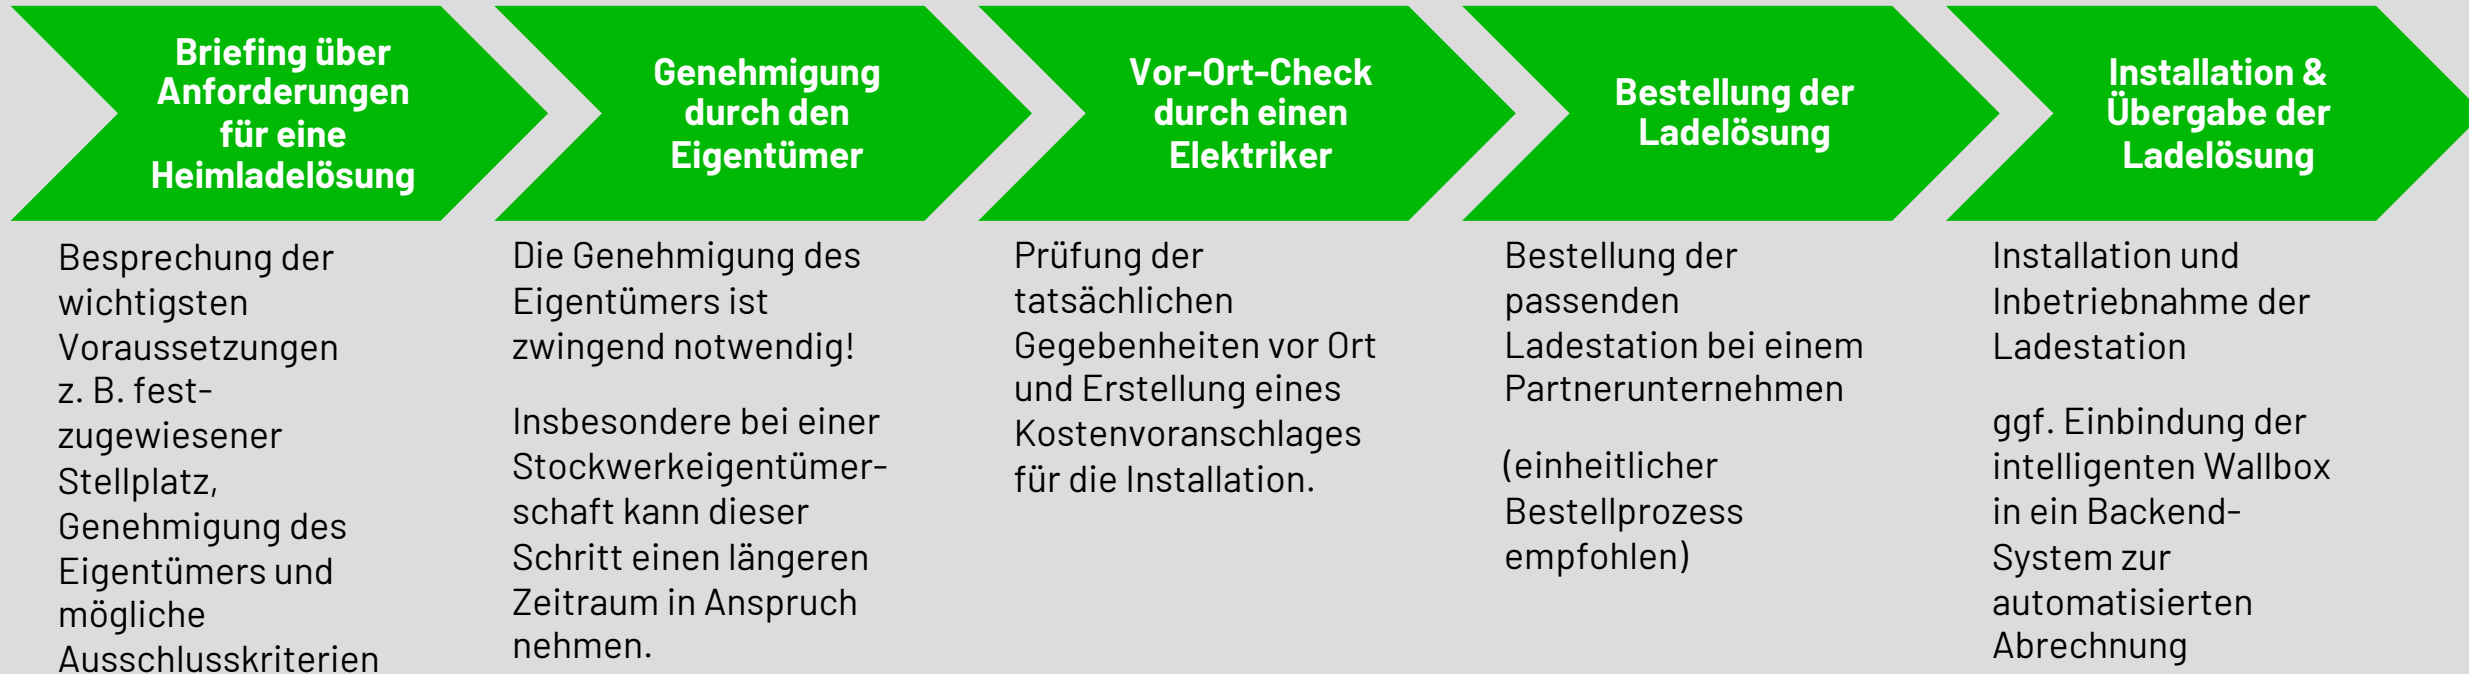 Briefing über
Anforderungen
für eine
Heimladelösung
Besprechung der
wichtigsten
Voraussetzungen
z. B. fest-
zugewiesener
Stellplatz,
Genehmigung des
Eigentümers und
mögliche
Ausschlusskriterien
Genehmigung
durch den
Eigentümer
Die Genehmigung des
Eigentümers ist
zwingend notwendig!
Insbesondere bei einer
Stockwerkeigentümer-
schaft kann dieser
Schritt einen längeren
Zeitraum in Anspruch
nehmen.
Vor-Ort-Check
durch einen
Elektriker
Prüfung der
tatsächlichen
Gegebenheiten vor Ort
und Erstellung eines
Kostenvoranschlages
für die Installation.
Bestellung der
Ladelösung
Bestellung der
passenden
Ladestation bei einem
Partnerunternehmen
(einheitlicher
Bestellprozess
empfohlen)
Installation &
Übergabe der
Ladelösung
Installation und
Inbetriebnahme der
Ladestation
ggf. Einbindung der
intelligenten Wallbox
in ein Backend-
System zur
automatisierten
Abrechnung